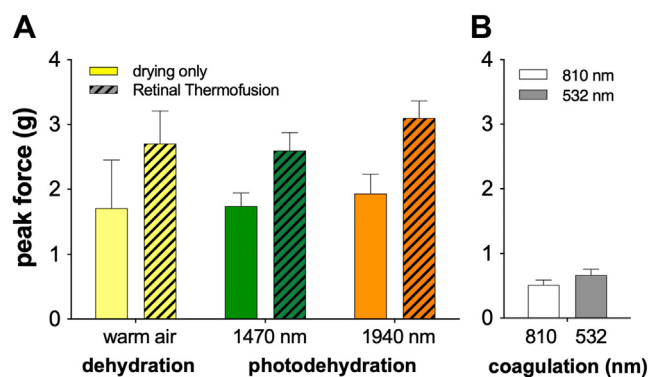 A
peak force (g)
4
3
2
1
0
drying only
Retinal Thermofusion
warm air
1470 nm
1940 nm
dehydration
photodehydration
B
4
3
2
1
0
810 nm
532 nm
810
532
coagulation (nm)